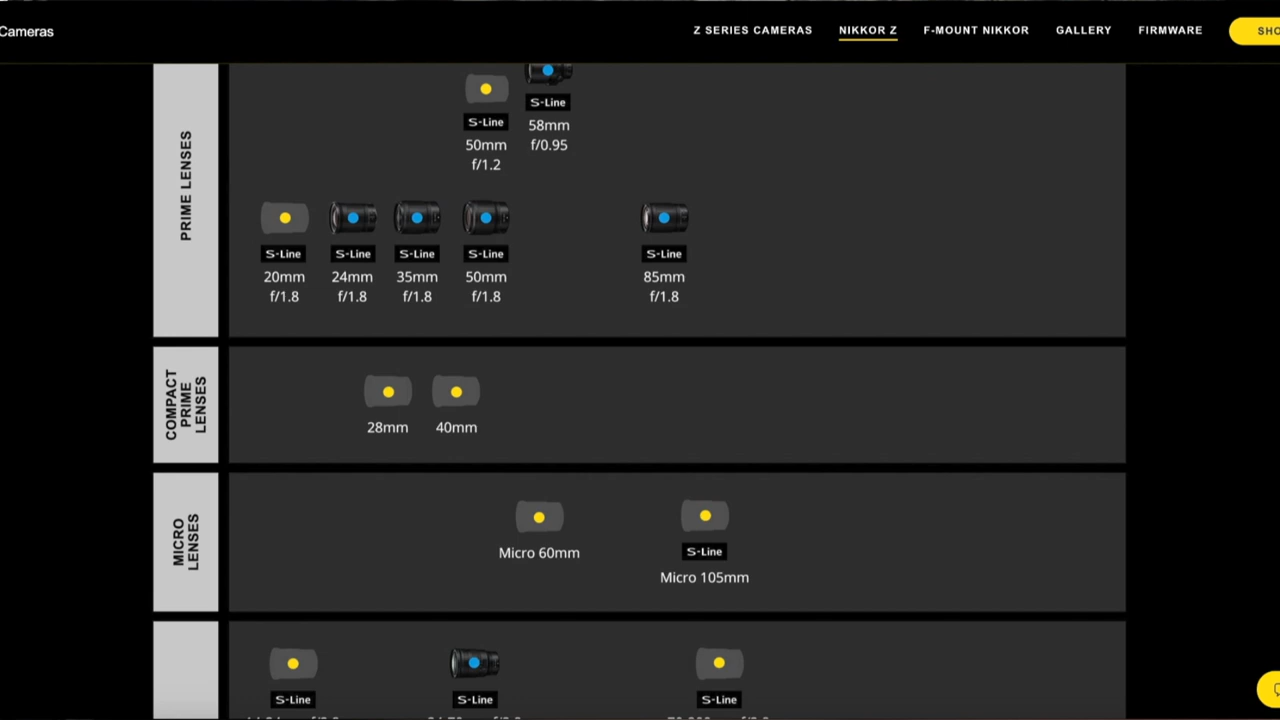 Cameras
Z SERIES CAMERAS
NIKKOR Z
F-MOUNT NIKKOR
GALLERY
FIRMWARE
PRIME LENSES
S-Line
50mm
f/1.2
S-Line
58mm
f/0.95
S-Line
20mm
f/1.8
S-Line
24mm
f/1.8
S-Line
35mm
f/1.8
S-Line
50mm
f/1.8
S-Line
85mm
f/1.8
COMPACT
PRIME
LENSES
28mm
40mm
MICRO
LENSES
Micro 60mm
S-Line
Micro 105mm
S-Line
S-Line
S-Line